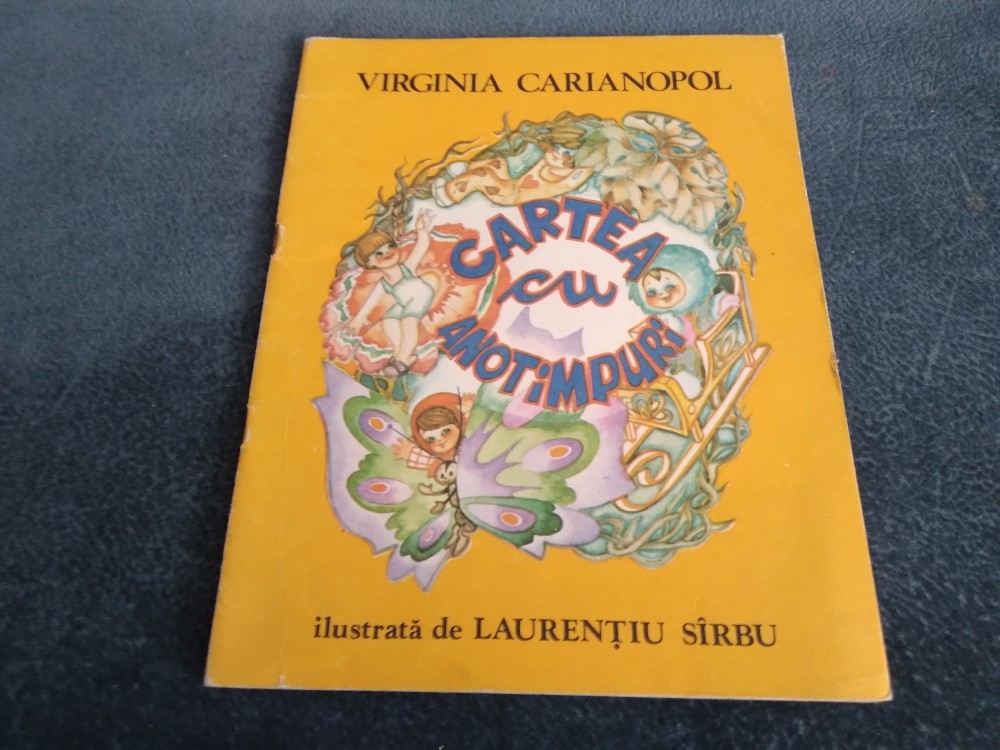 VIRGINIA CARIANOPOL
CARTEA
cu
ANOTiMPURi
ilustrată de LAURENȚIU SÎRBU